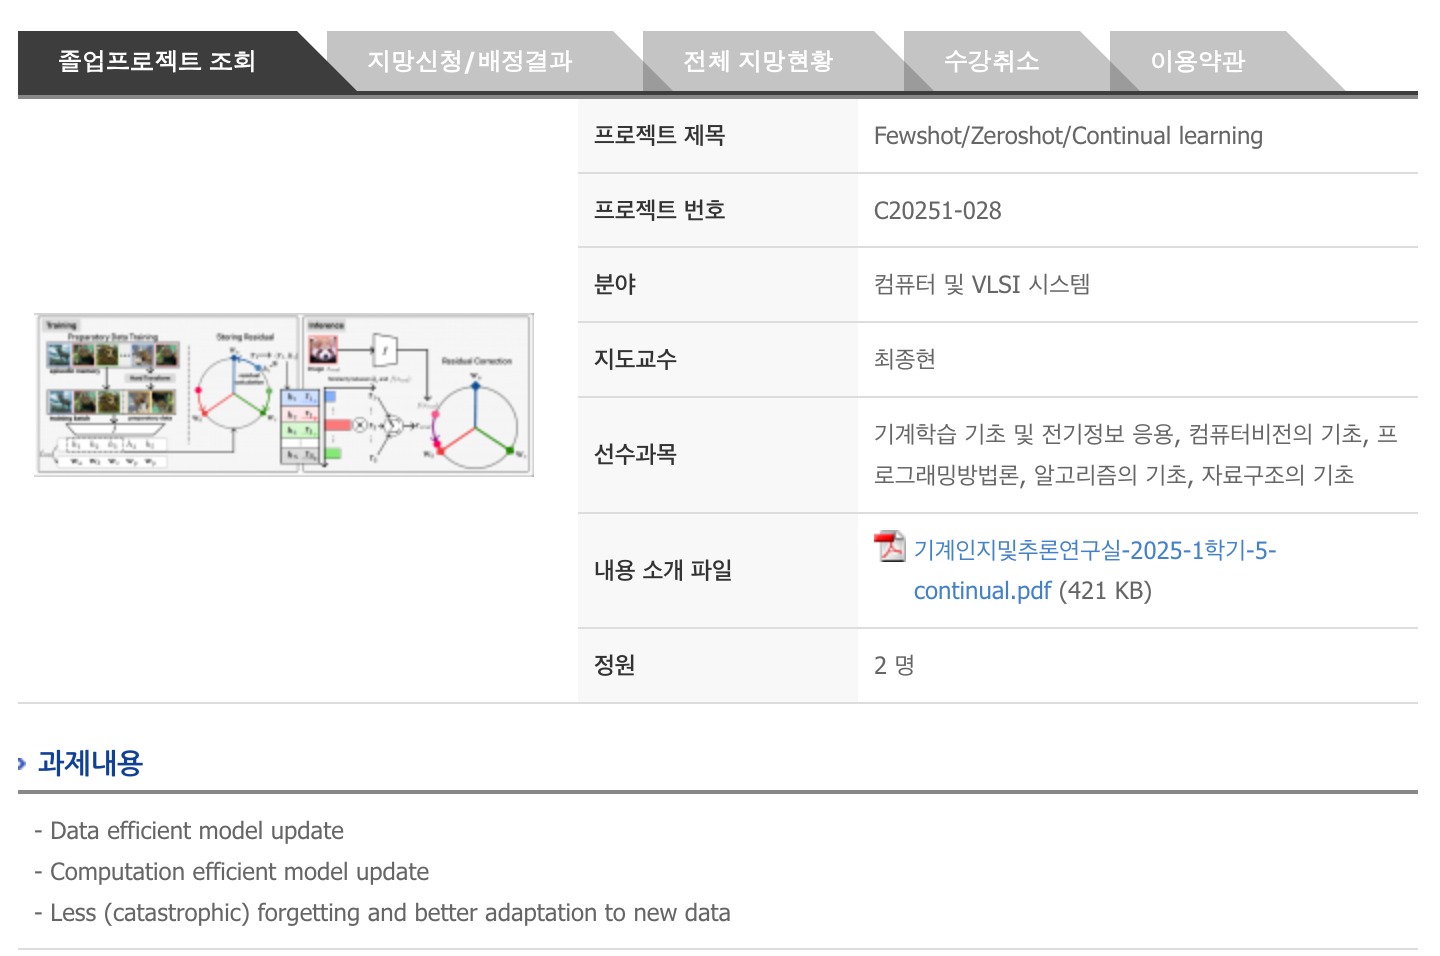 졸업프로젝트 조회
지망신청/배정결과
전체 지망현황
수강취소
이용약관
Training
Preparatory Data Training
episodic memory
training batch
preparatory data
Storing Residual
Inference
Residual Correction
프로젝트 제목
Fewshot/Zeroshot/Continual learning
프로젝트 번호
C20251-028
분야
컴퓨터 및 VLSI 시스템
지도교수
최종현
선수과목
기계학습 기초 및 전기정보 응용, 컴퓨터비전의 기초, 프
로그래밍방법론, 알고리즘의 기초, 자료구조의 기초
내용 소개 파일
기계인지및추론연구실-2025-1학기-5-
continual.pdf (421 KB)
정원
2 명
과제내용
- Data efficient model update
- Computation efficient model update
- Less (catastrophic) forgetting and better adaptation to new data